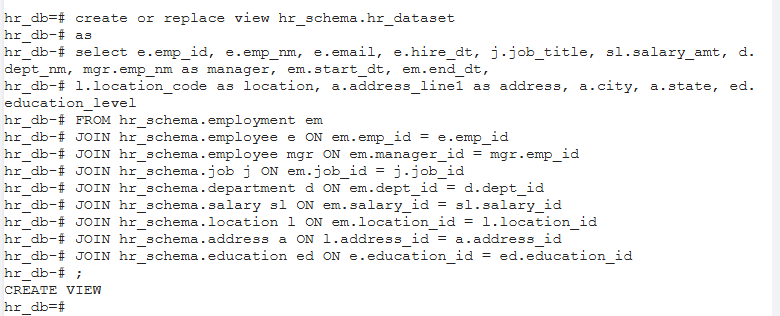 hr_db=# create or replace view hr_schema.hr_dataset
hr_db-# as
hr_db-# select e.emp_id, e.emp_nm, e.email, e.hire_dt, j.job_title, sl.salary_amt, d.
dept_nm, mgr.emp_nm as manager, em.start_dt, em.end_dt,
hr_db-# l.location_code as location, a.address_line1 as address, a.city, a.state, ed.
education_level
hr_db-# FROM hr_schema.employment em
hr_db-# JOIN hr_schema.employee e ON em.emp_id = e.emp_id
hr_db-# JOIN hr_schema.employee mgr ON em.manager_id = mgr.emp_id
hr_db-# JOIN hr_schema.job j ON em.job_id = j.job_id
hr_db-# JOIN hr_schema.department d ON em.dept_id = d.dept_id
hr_db-# JOIN hr_schema.salary sl ON em.salary_id = sl.salary_id
hr_db-# JOIN hr_schema.location l ON em.location_id = l.location_id
hr_db-# JOIN hr_schema.address a ON l.address_id = a.address_id
hr_db-# JOIN hr_schema.education ed ON e.education_id = ed.education_id
hr_db-# ;
CREATE VIEW
hr_db=#